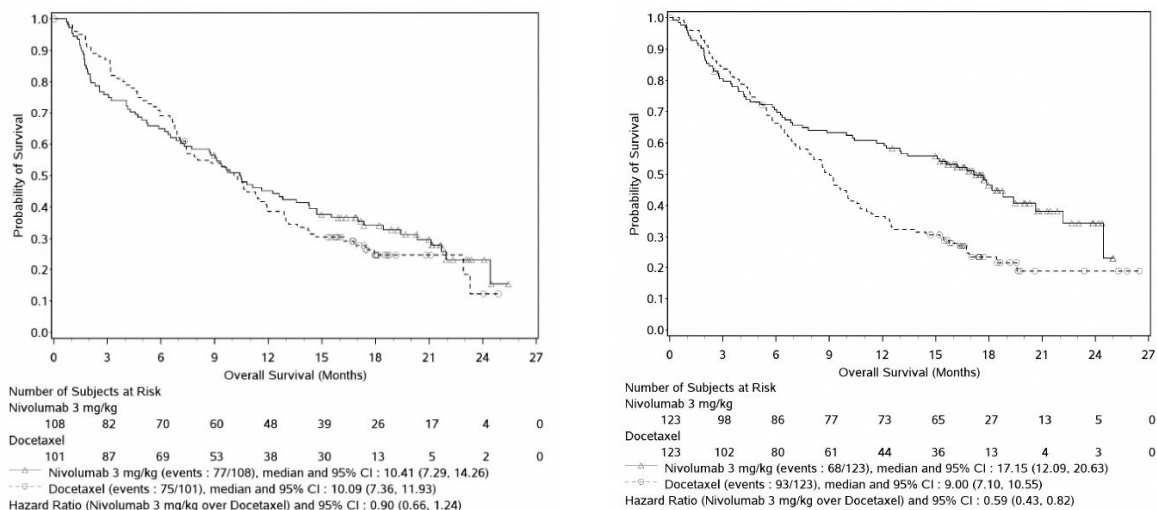 1.0
0.9
0.8
0.7
0.6
0.5
0.4
0.3
0.2
0.1
0.0
Probability of Survival
0 3 6 9 12 15 18 21 24 27
Overall Survival (Months)
Number of Subjects at Risk
Nivolumab 3 mg/kg
108 82 70 60 48 39 26 17 4 0
Docetaxel
101 87 69 53 38 30 13 5 2 0
Nivolumab 3 mg/kg (events : 77/108), median and 95% CI : 10.41 (7.29, 14.26)
Docetaxel (events : 75/101), median and 95% CI : 10.09 (7.36, 11.93)
Hazard Ratio (Nivolumab 3 mg/kg over Docetaxel) and 95% CI : 0.90 (0.66, 1.24)
1.0
0.9
0.8
0.7
0.6
0.5
0.4
0.3
0.2
0.1
0.0
Probability of Survival
0 3 6 9 12 15 18 21 24 27
Overall Survival (Months)
Number of Subjects at Risk
Nivolumab 3 mg/kg
123 98 86 77 73 65 27 13 5 0
Docetaxel
123 102 80 61 44 36 13 4 3 0
Nivolumab 3 mg/kg (events : 68/123), median and 95% CI : 17.15 (12.09, 20.63)
Docetaxel (events : 93/123), median and 95% CI : 9.00 (7.10, 10.55)
Hazard Ratio (Nivolumab 3 mg/kg over Docetaxel) and 95% CI : 0.59 (0.43, 0.82)